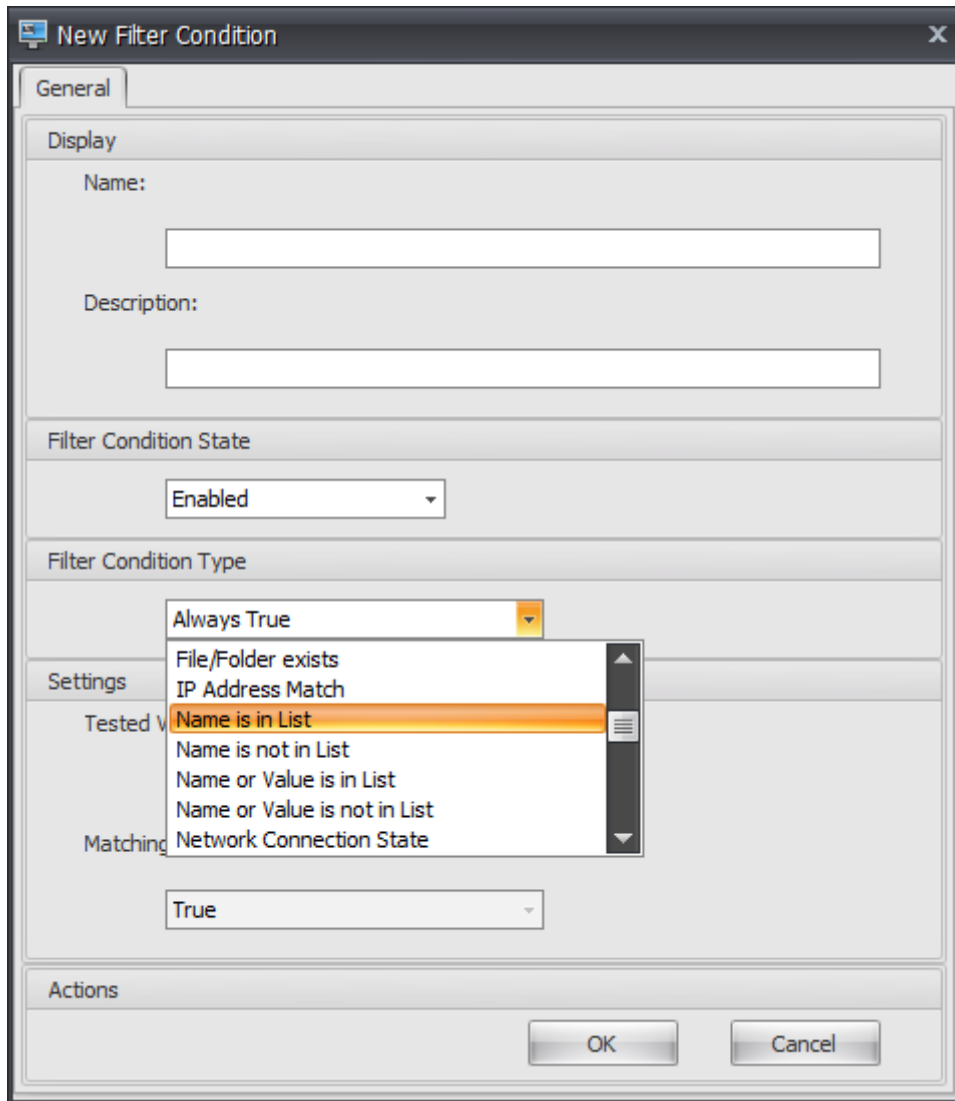 New Filter Condition
General
Display
Name:
Description:
Filter Condition State
Enabled
Filter Condition Type
Always True
File/Folder exists
IP Address Match
Settings
Name is in List
Tested
Name is not in List
Name or Value is in List
Name or Value is not in List
Network Connection State
Matching
True
Actions
OK Cancel